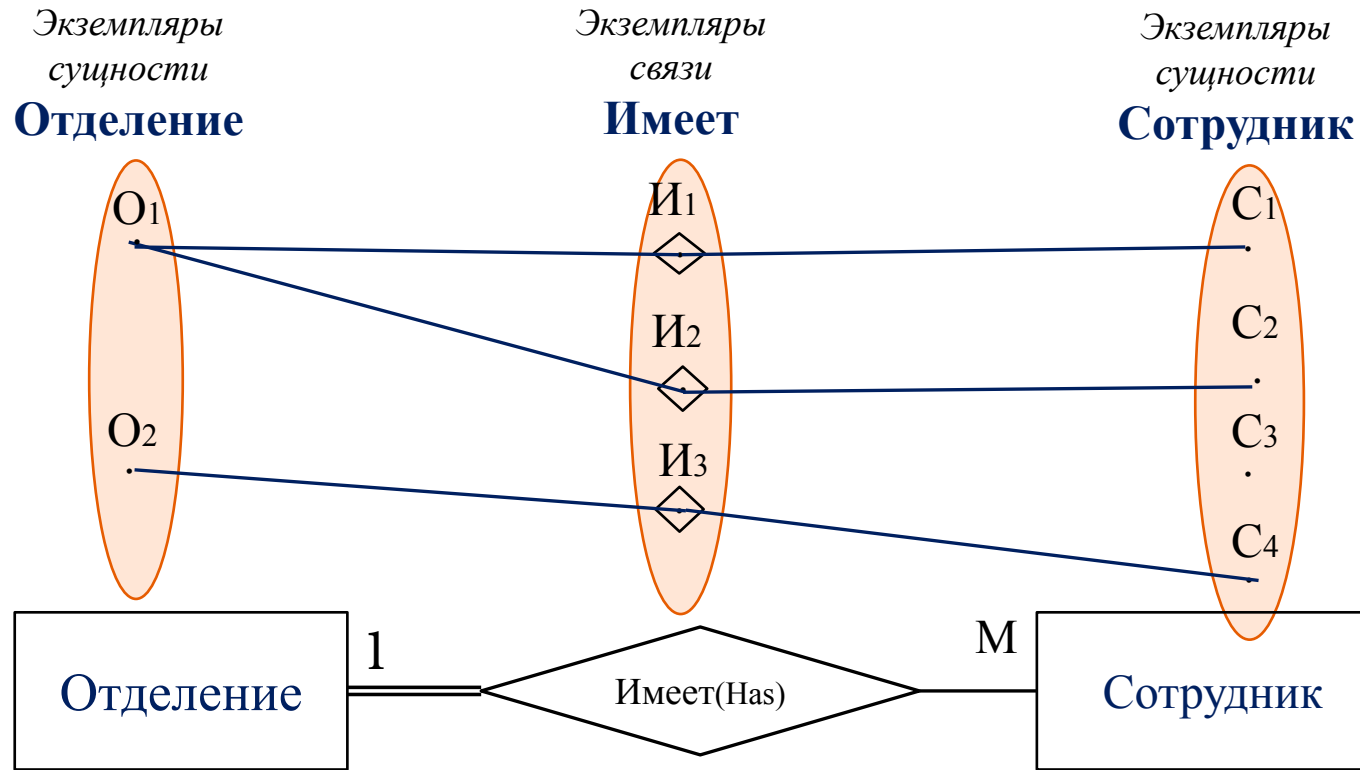 Экземпляры
сущности
Отделение
Экземпляры
связи
Имеет
Экземпляры
сущности
Сотрудник
О1
И1
С1
И2
С2
О2
И3
С3
С4
Отделение
1
Имеет(Has)
М
Сотрудник